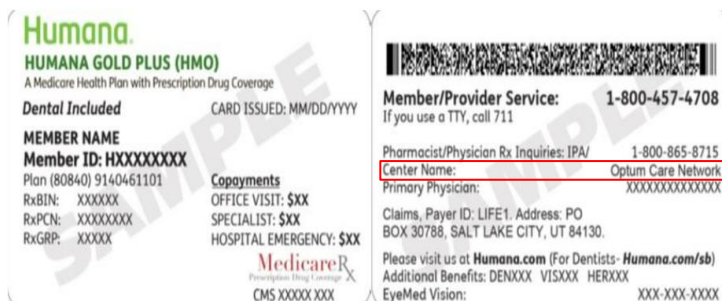 Humana.
HUMANA GOLD PLUS (HMO)
A Medicare Health Plan with Prescription Drug Coverage
Dental Included CARD ISSUED: MM/DD/YYYY
MEMBER NAME
Member ID: HXXXXXXXX
Plan (80840) 9140461101 Copayments
RxBIN: XXXXXX OFFICE VISIT: $XX
RxPCN: XXXXXXXX SPECIALIST: $XX
RxGRP: XXXXX HOSPITAL EMERGENCY: $XX
MedicareRx
Prescription Drug Coverage
CMS XXXXX XXX
SAMPLE
Member/Provider Service: 1-800-457-4708
If you use a TTY, call 711
Pharmacist/Physician Rx Inquiries: IPA/ 1-800-865-8715
Center Name: Optum Care Network
Primary Physician: XXXXXXXXXXXXXX
Claims, Payer ID: LIFE1. Address: PO
BOX 30788, SALT LAKE CITY, UT 84130.
Please visit us at Humana.com (For Dentists- Humana.com/sb)
Additional Benefits: DENXXX VISXXX HERXXX
EyeMed Vision: XXX-XXX-XXXX
SAMPLE